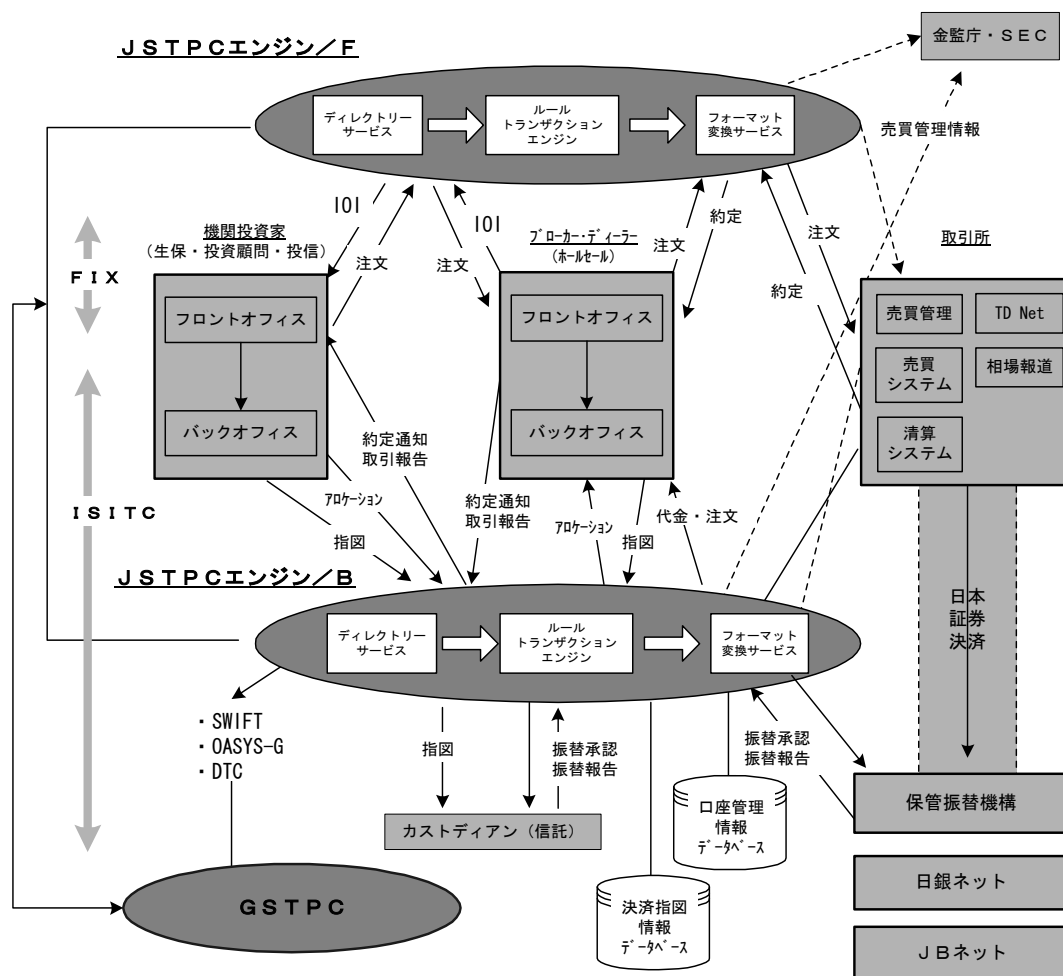 JSTPCエンジン/F
金監庁・SEC
ディレクトリー
サービス
ルール
トランザクション
エンジン
フォーマット
変換サービス
売買管理情報
IOI
IOI
約定
注文
注文
機関投資家
(生保・投資顧問・投信)
注文
注文
ブローカー・ディーラー
(ホールセール)
約定
取引所
FIX
フロントオフィス
バックオフィス
フロントオフィス
バックオフィス
売買管理
TD Net
売買
システム
相場報道
清算
システム
約定通知
取引報告
ISITC
アロケーション
指図
約定通知
取引報告
アロケーション
指図
代金・注文
JSTPCエンジン/B
日本
証券
決済
ディレクトリー
サービス
ルール
トランザクション
エンジン
フォーマット
変換サービス
・SWIFT
・OASYS-G
・DTC
指図
振替承認
振替報告
振替承認
振替報告
カストディアン(信託)
口座管理
情報
データベース
保管振替機構
GSTPC
決済指図
情報
データベース
日銀ネット
JBネット